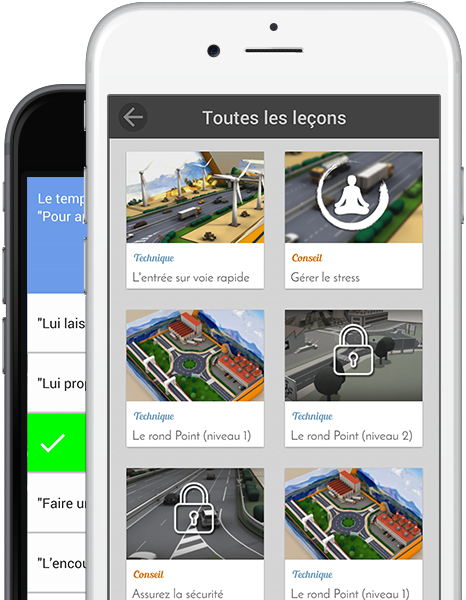 Toutes les leçons
Technique
L'entrée sur voie rapide
Conseil
Gérer le stress
Technique
Le rond Point (niveau 1)
Technique
Le rond Point (niveau 2)
Conseil
Assurez la sécurité
Technique
Le rond Point (niveau 1)
Le temp
"Pour ap
"Lui lais
"Lui prop
"Faire un
"L'encou